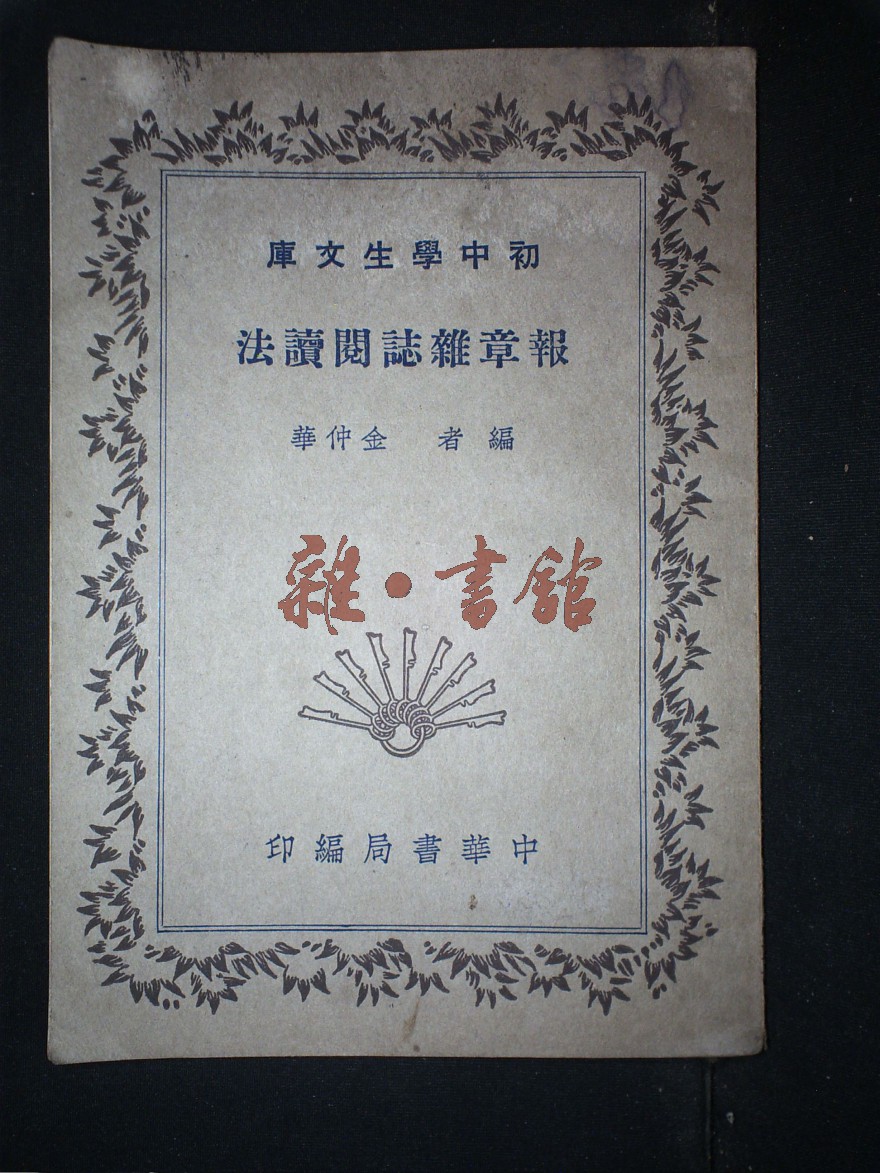 初中學生文庫
報章雜誌閱讀法
編者 金仲華
雜·書館
中華書局編印